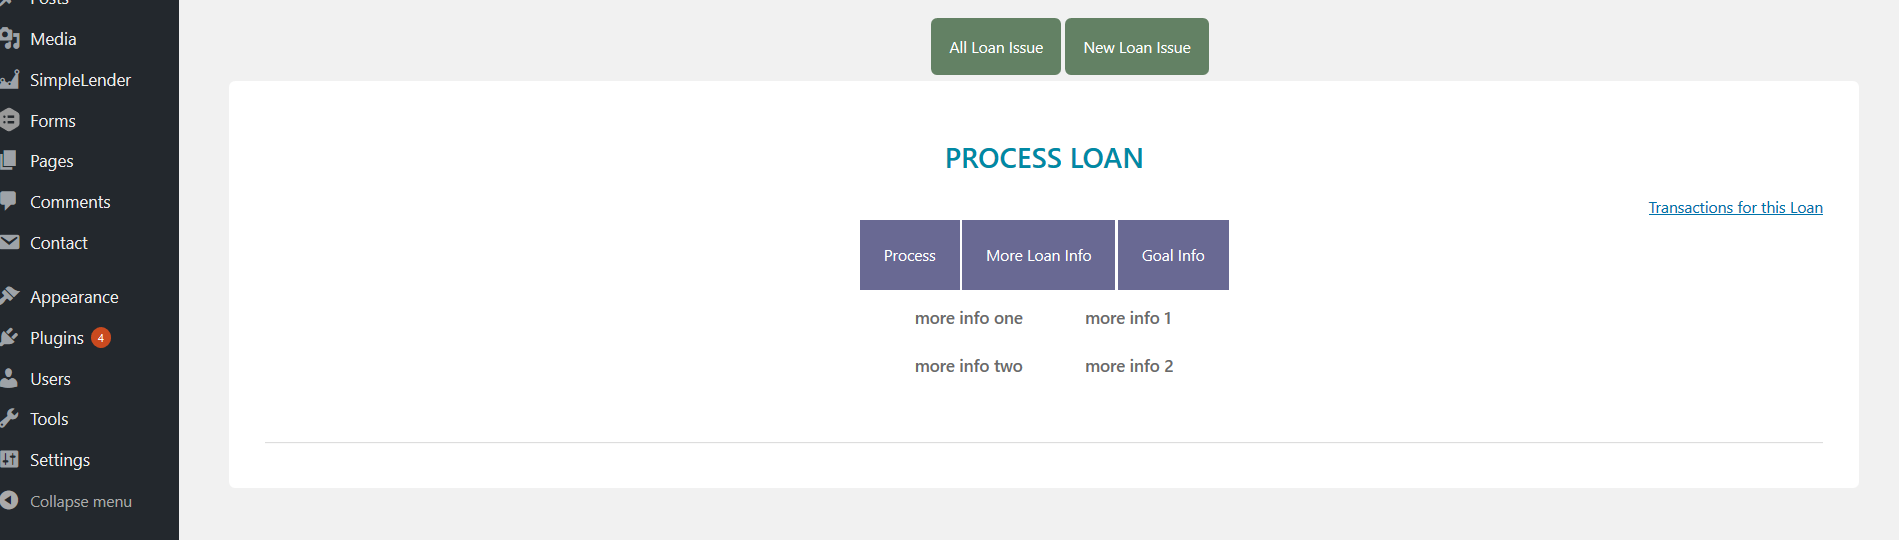 Posts
Media
SimpleLender
Forms
Pages
Comments
Contact
Appearance
Plugins 4
Users
Tools
Settings
Collapse menu
All Loan Issue New Loan Issue
PROCESS LOAN
Transactions for this Loan
Process More Loan Info Goal Info
more info one more info 1
more info two more info 2